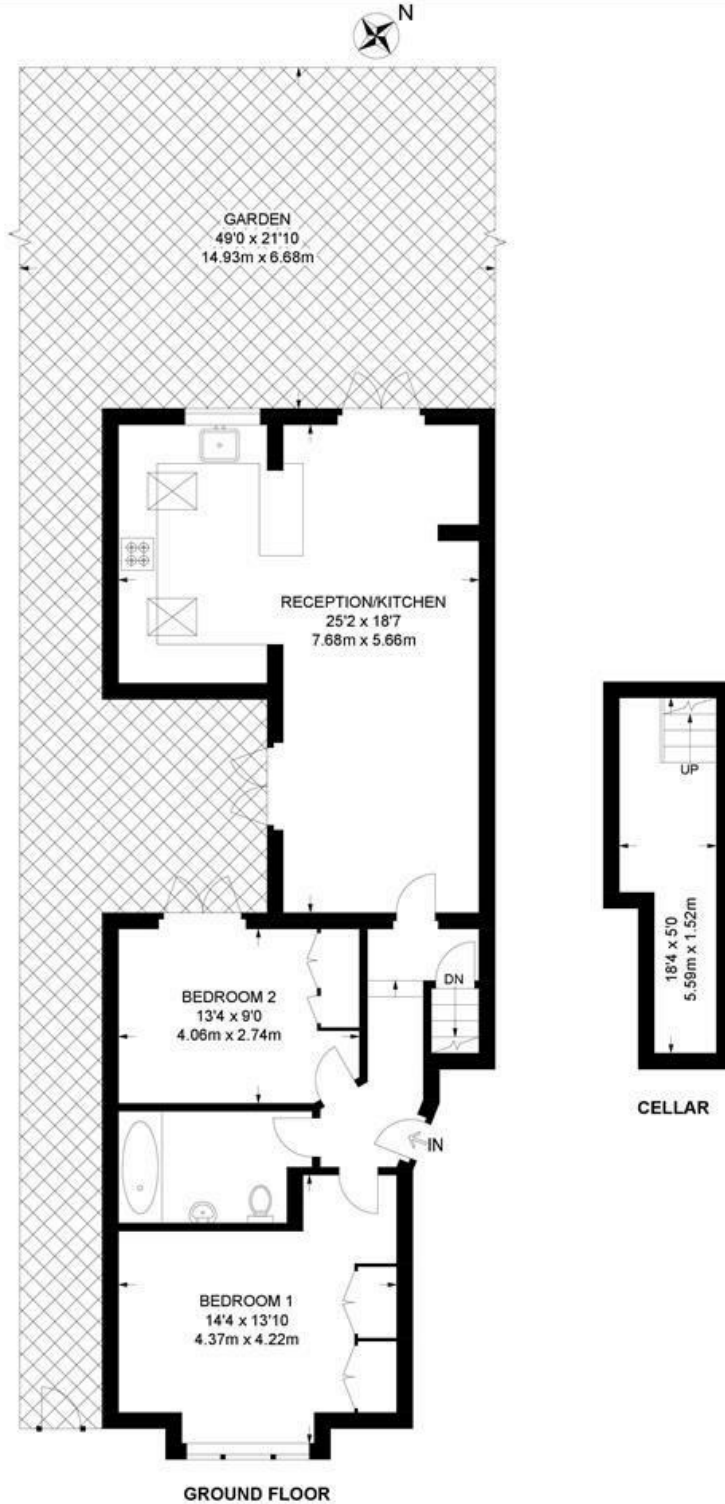 N
GARDEN
49'0 x 21'10
14.93m x 6.68m
RECEPTION/KITCHEN
25'2 x 18'7
7.68m x 5.66m
UP
18'4 x 5'0
5.59m x 1.52m
CELLAR
DN
BEDROOM 2
13'4 x 9'0
4.06m x 2.74m
IN
BEDROOM 1
14'4 x 13'10
4.37m x 4.22m
GROUND FLOOR